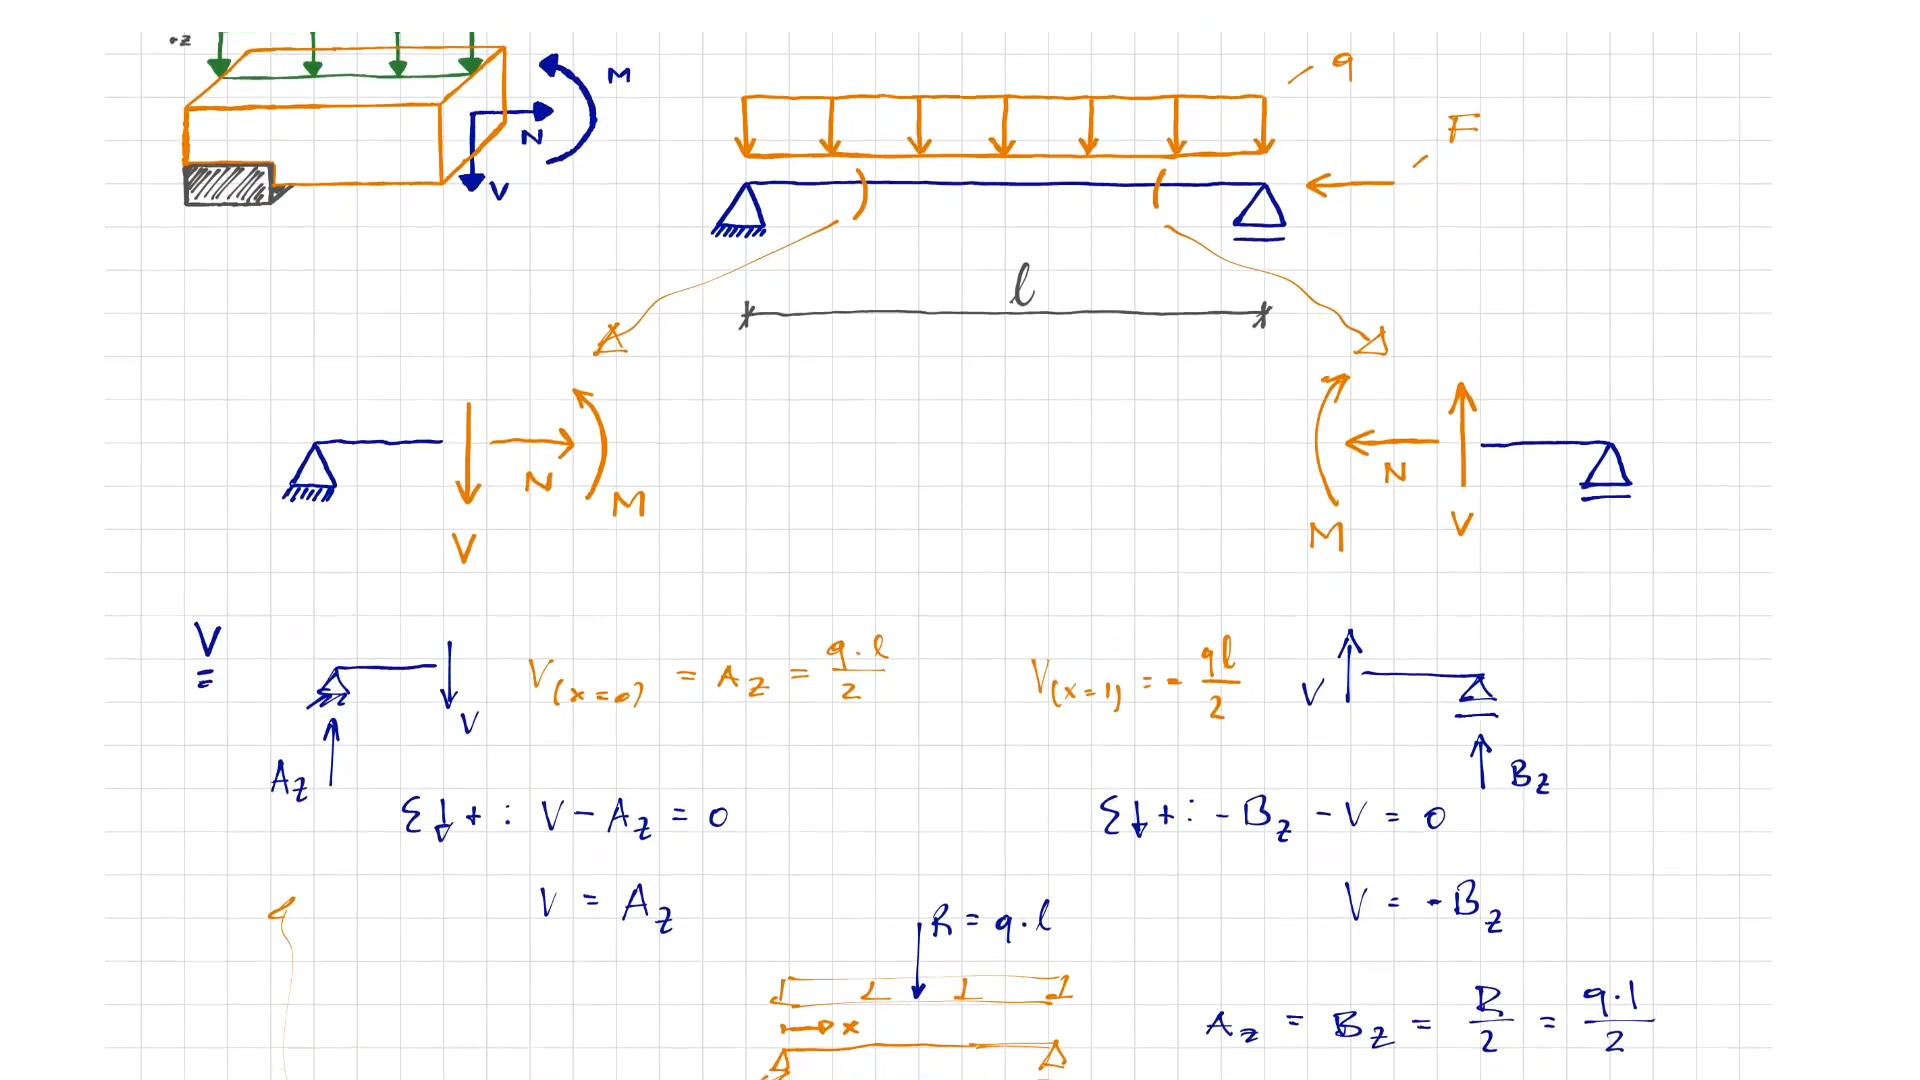 +z
M
N
V
q
F
l
N
M
V
N
M
V
V
=
V(x=0) = Az = q·l/2
V(x=l) = - ql/2
V
V
Az
Bz
Σ↓+ : V - Az = 0
Σ↓+ : - Bz - V = 0
V = Az
V = - Bz
R = q·l
x
Az = Bz = R/2 = q·l/2